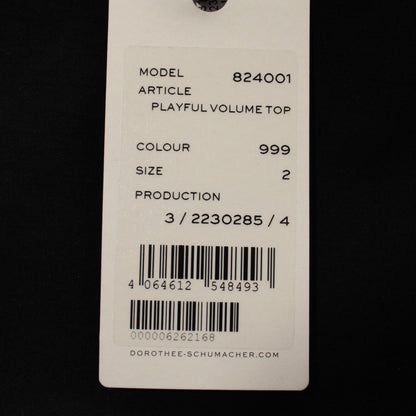 MODEL 824001
ARTICLE
PLAYFUL VOLUME TOP
COLOUR 999
SIZE 2
PRODUCTION
3 / 2230285 / 4
4 064612 548493
000006262168
DOROTHEE-SCHUMACHER.COM